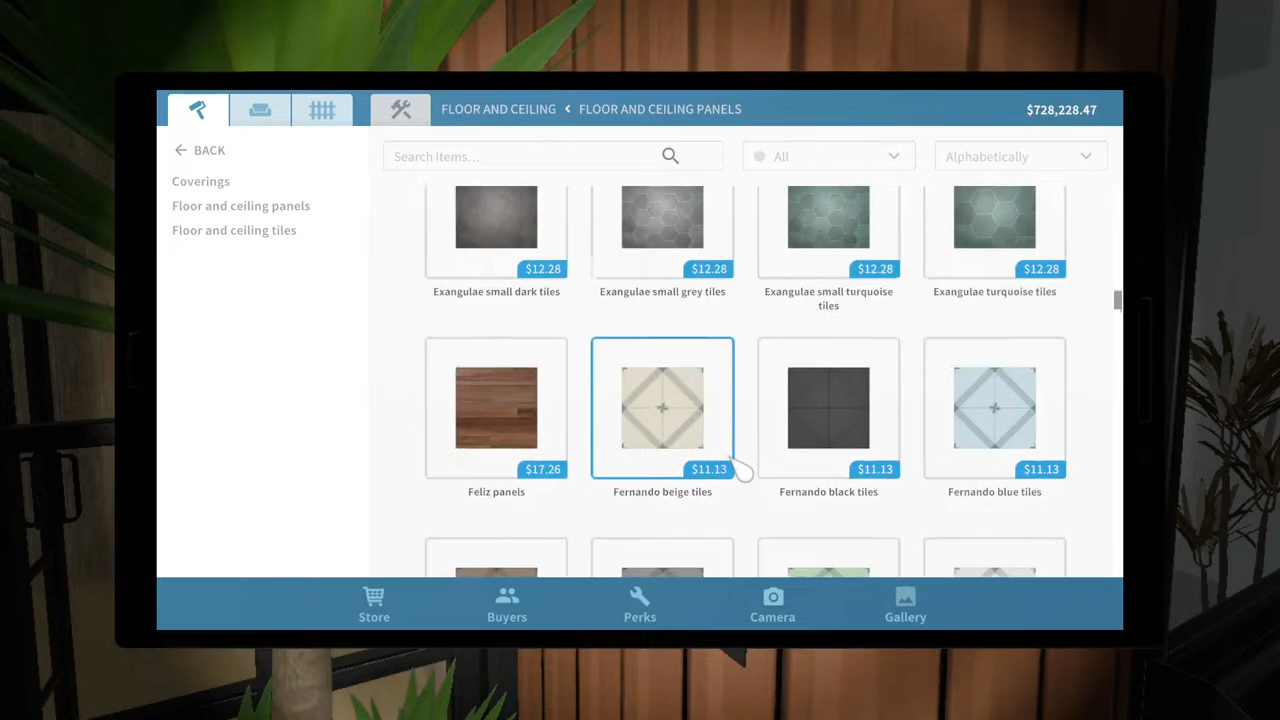 FLOOR AND CEILING < FLOOR AND CEILING PANELS
$728,228.47
BACK
Coverings
Floor and ceiling panels
Floor and ceiling tiles
Search items...
All
Alphabetically
$12.28
$12.28
$12.28
$12.28
Exangulae small dark tiles
Exangulae small grey tiles
Exangulae small turquoise
tiles
Exangulae turquoise tiles
$17.26
$11.13
$11.13
$11.13
Feliz panels
Fernando beige tiles
Fernando black tiles
Fernando blue tiles
Store
Buyers
Perks
Camera
Gallery